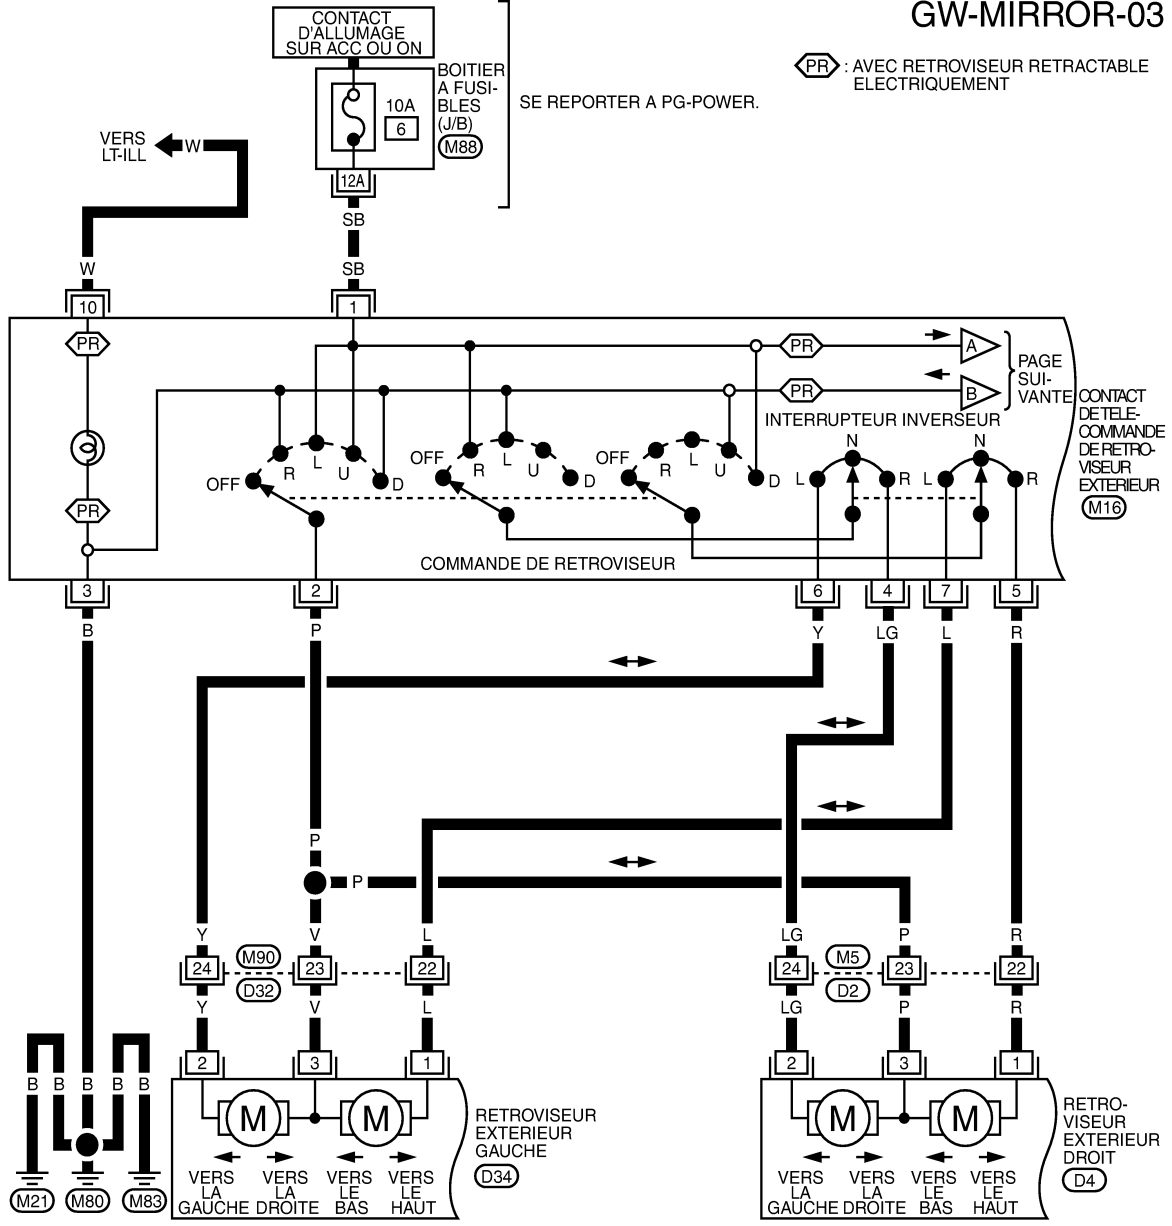 GW-MIRROR-03
CONTACT
D'ALLUMAGE
SUR ACC OU ON
PR : AVEC RETROVISEUR RETRACTABLE
ELECTRIQUEMENT
BOITIER
A FUSI-
BLES
(J/B)
M88
10A
6
SE REPORTER A PG-POWER.
VERS
LT-ILL
W
12A
SB
SB
W
10
1
PR
PR
A
PR
B
PAGE
SUI-
VANTE
CONTACT
DE TELE-
COMMANDE
DE RETRO-
VISEUR
EXTERIEUR
M16
INTERRUPTEUR INVERSEUR
OFF R L U D
OFF R L U D
OFF R L U D
L N R
L N R
PR
COMMANDE DE RETROVISEUR
3 2 6 4 7 5
B P Y LG L R
P
P
Y V L LG P R
24 M90 23 22 24 M5 23 22
D32 D2
Y V L LG P R
2 3 1 2 3 1
B B B B B
M M M M
RETROVISEUR
EXTERIEUR
GAUCHE
D34
RETRO-
VISEUR
EXTERIEUR
DROIT
D4
VERS
LA
GAUCHE
VERS
LA
DROITE
VERS
LE
BAS
VERS
LE
HAUT
VERS
LA
GAUCHE
VERS
LA
DROITE
VERS
LE
BAS
VERS
LE
HAUT
M21 M80 M83